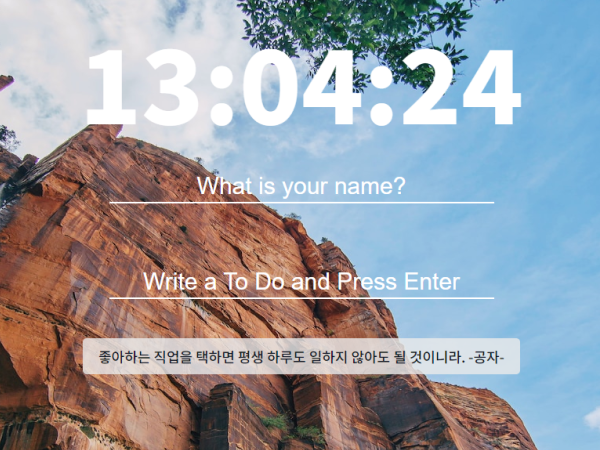 13:04:24
What is your name?
Write a To Do and Press Enter
좋아하는 직업을 택하면 평생 하루도 일하지 않아도 될 것이니라. -공자-